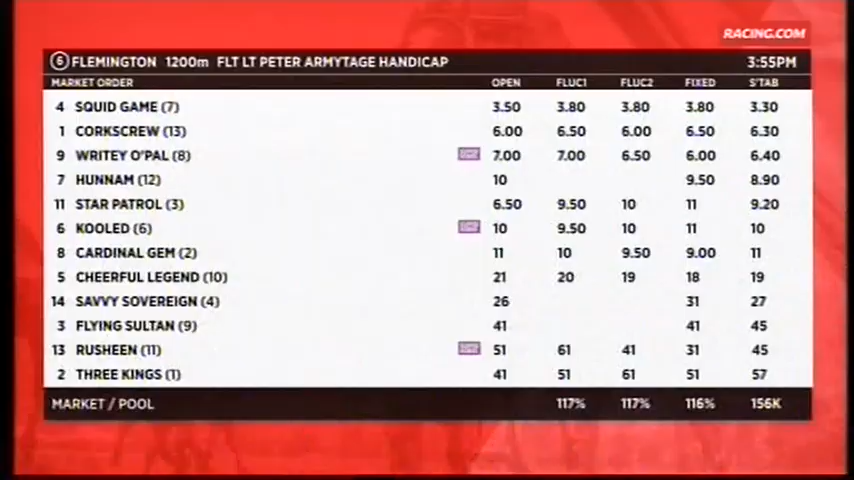 RACING.COM
6 FLEMINGTON 1200m FLT LT PETER ARMYTAGE HANDICAP 3:55PM
MARKET ORDER OPEN FLUC1 FLUC2 FIXED S'TAB
4 SQUID GAME (7) 3.50 3.80 3.80 3.80 3.30
1 CORKSCREW (13) 6.00 6.50 6.00 6.50 6.30
9 WRITEY O'PAL (8) 7.00 7.00 6.50 6.00 6.40
7 HUNNAM (12) 10 9.50 8.90
11 STAR PATROL (3) 6.50 9.50 10 11 9.20
6 KOOLED (6) 10 9.50 10 11 10
8 CARDINAL GEM (2) 11 10 9.50 9.00 11
5 CHEERFUL LEGEND (10) 21 20 19 18 19
14 SAVVY SOVEREIGN (4) 26 31 27
3 FLYING SULTAN (9) 41 41 45
13 RUSHEEN (11) 51 61 41 31 45
2 THREE KINGS (1) 41 51 61 51 57
MARKET / POOL 117% 117% 116% 156K